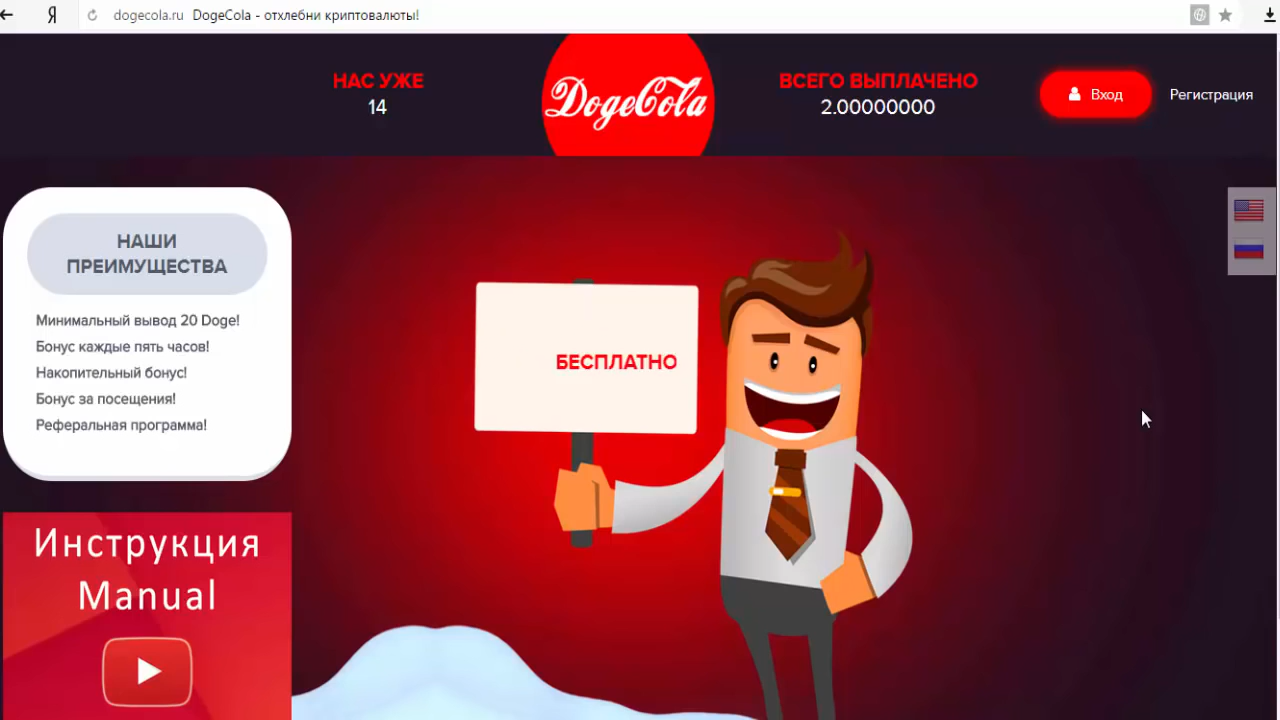 dogecola.ru DogeCola - отхлебни криптовалюты!
НАС УЖЕ
14
DogeCola
ВСЕГО ВЫПЛАЧЕНО
2.00000000
Вход
Регистрация
НАШИ
ПРЕИМУЩЕСТВА
Минимальный вывод 20 Doge!
Бонус каждые пять часов!
Накопительный бонус!
Бонус за посещения!
Реферальная программа!
БЕСПЛАТНО
Инструкция
Manual